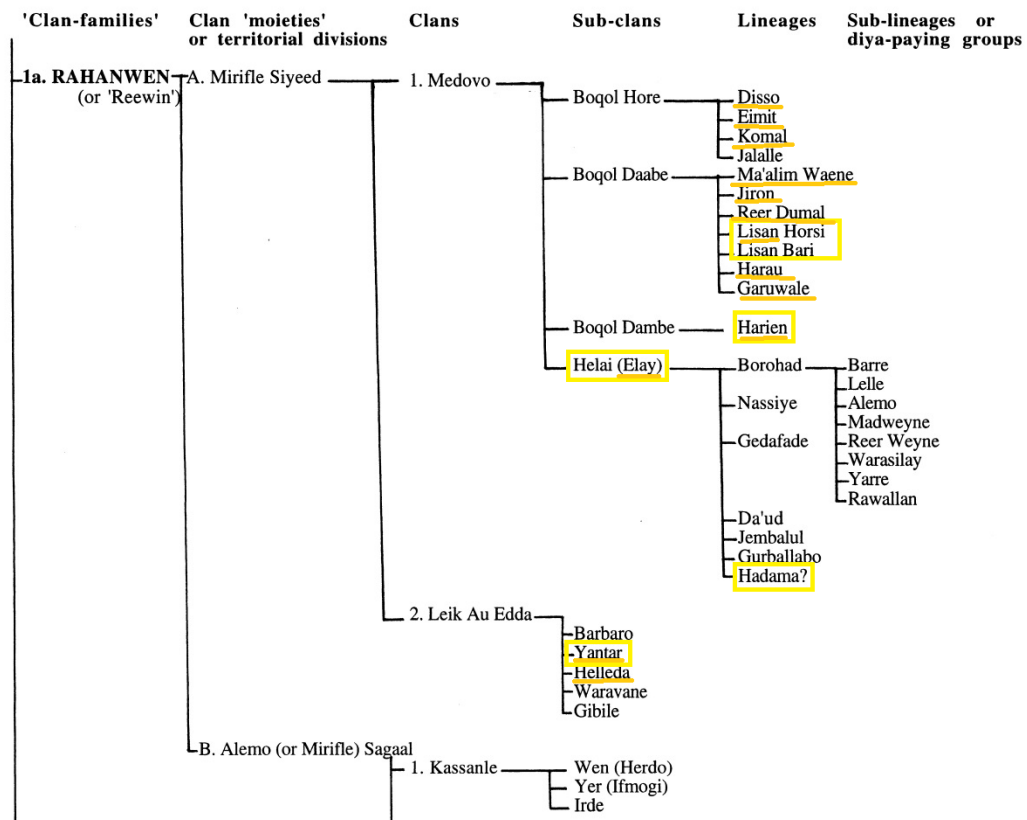 'Clan-families' Clan 'moieties' Clans Sub-clans Lineages Sub-lineages or
or territorial divisions diya-paying groups
1a. RAHANWEN A. Mirifle Siyeed 1. Medovo
(or 'Reewin') Boqol Hore Disso
Eimit
Komal
Jalalle
Boqol Daabe Ma'alim Waene
Jiron
Reer Dumal
Lisan Horsi
Lisan Bari
Harau
Garuwale
Boqol Dambe Harien
Helai (Elay) Borohad Barre
Lelle
Nassiye Alemo
Madweyne
Gedafade Reer Weyne
Warasilay
Yarre
Rawallan
Da'ud
Jembalul
Gurballabo
Hadama?
2. Leik Au Edda
Barbaro
Yantar
Helleda
Waravane
Gibile
B. Alemo (or Mirifle) Sagaal
1. Kassanle Wen (Herdo)
Yer (Ifmogi)
Irde